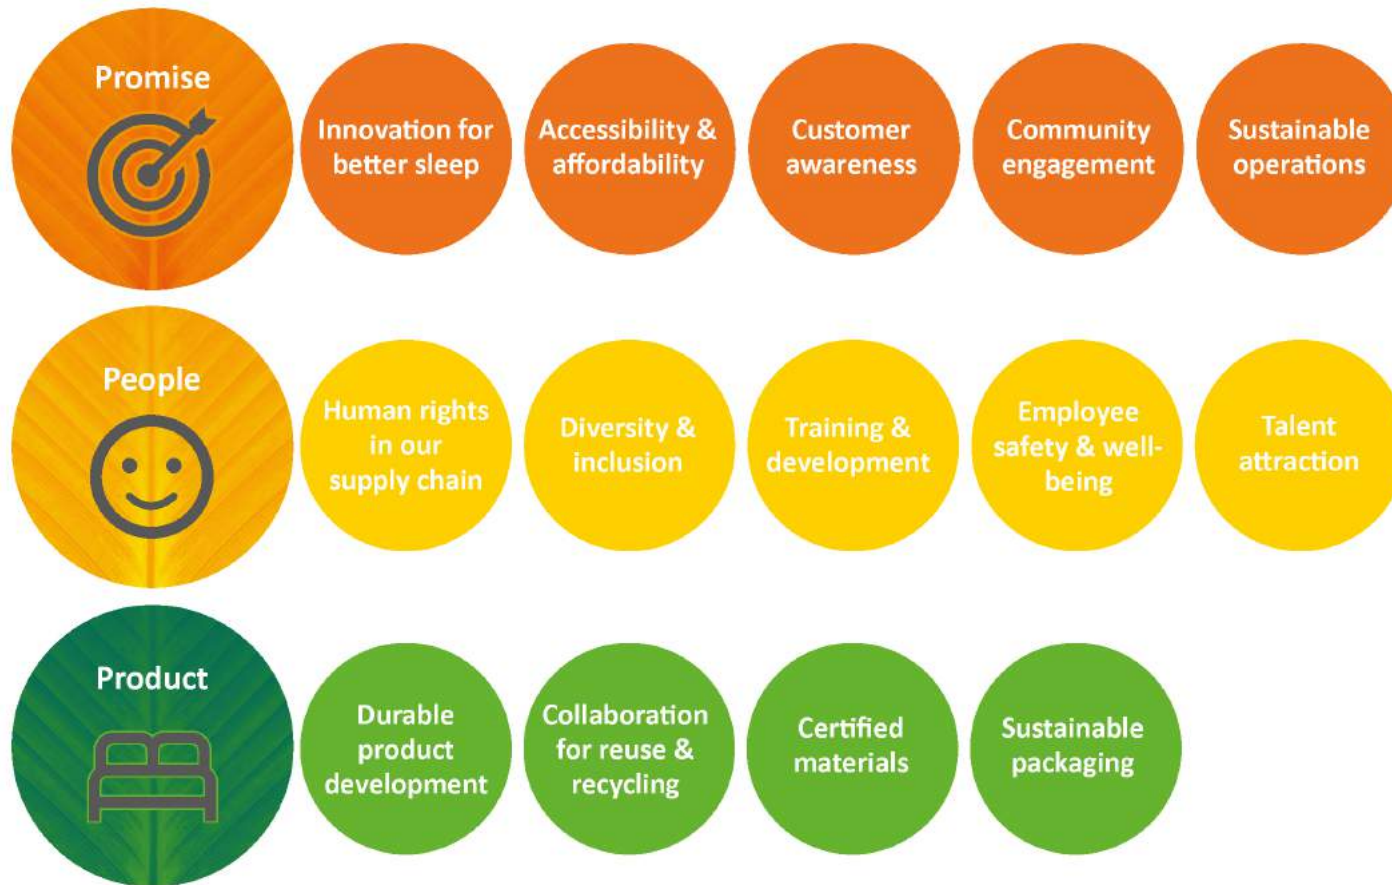 Promise
Innovation for
better sleep
Accessibility &
affordability
Customer
awareness
Community
engagement
Sustainable
operations
People
Human rights
in our
supply chain
Diversity &
inclusion
Training &
development
Employee
safety & well-
being
Talent
attraction
Product
Durable
product
development
Collaboration
for reuse &
recycling
Certified
materials
Sustainable
packaging